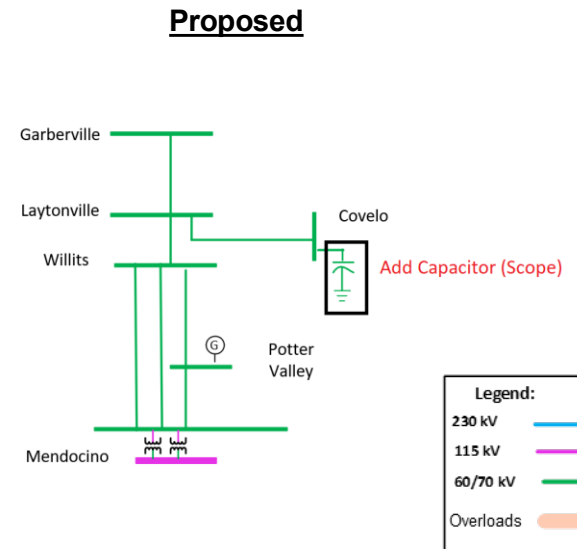 Proposed
Garberville
Laytonville
Covelo
Willits
Add Capacitor (Scope)
G
Potter
Valley
Mendocino
Legend:
230 kV
115 kV
60/70 kV
Overloads